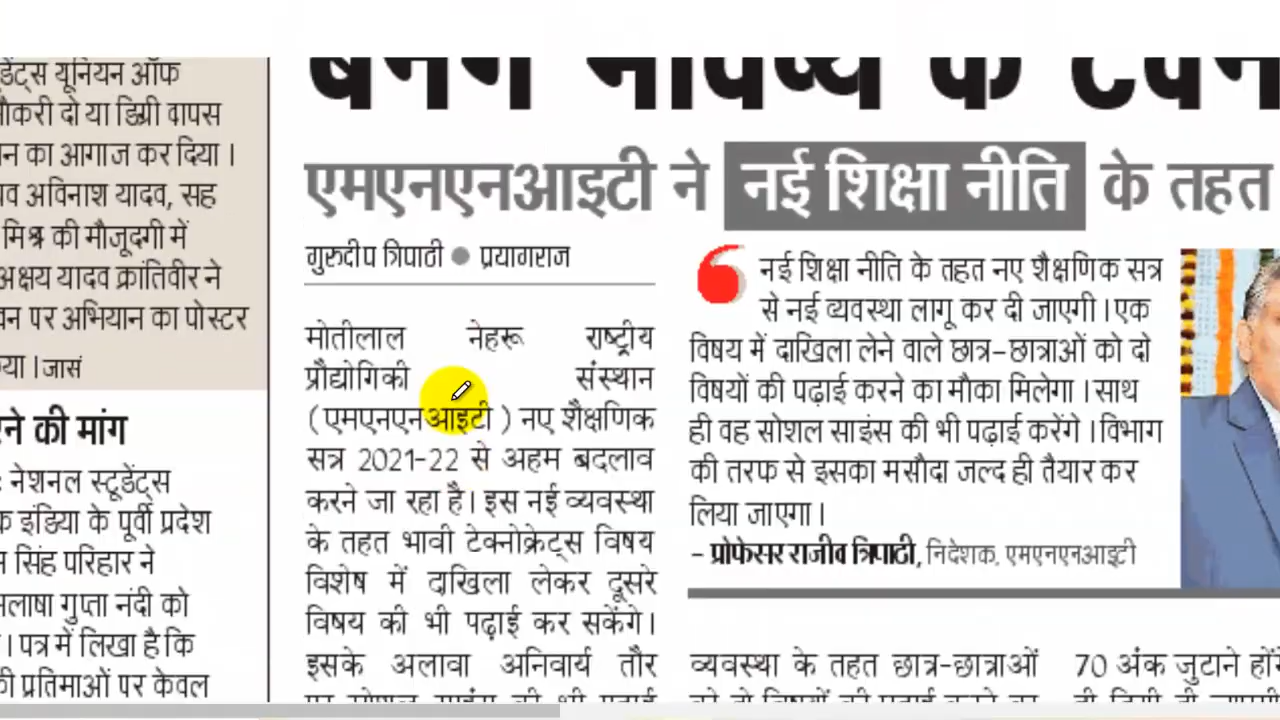 यूनियन ऑफ
दो या डिग्री वापस
का आगाज कर दिया ।
अविनाश यादव, सह
मिश्र की मौजूदगी में
अक्षय यादव क्रांतिवीर ने
पर अभियान का पोस्टर
जासं
की मांग
नेशनल स्टूडेंट्स
इंडिया के पूर्वी प्रदेश
सिंह परिहार ने
गुप्ता नंदी को
। पत्र में लिखा है कि
प्रतिमाओं पर केवल
एमएनएनआइटी ने नई शिक्षा नीति के तहत
गुरुदीप त्रिपाठी ● प्रयागराज
मोतीलाल नेहरू राष्ट्रीय
प्रौद्योगिकी संस्थान
(एमएनएनआइटी ) नए शैक्षणिक
सत्र 2021-22 से अहम बदलाव
करने जा रहा है। इस नई व्यवस्था
के तहत भावी टेक्नोक्रेट्स विषय
विशेष में दाखिला लेकर दूसरे
विषय की भी पढ़ाई कर सकेंगे।
इसके अलावा अनिवार्य तौर
नई शिक्षा नीति के तहत नए शैक्षणिक सत्र
से नई व्यवस्था लागू कर दी जाएगी । एक
विषय में दाखिला लेने वाले छात्र-छात्राओं को दो
विषयों की पढ़ाई करने का मौका मिलेगा । साथ
ही वह सोशल साइंस की भी पढ़ाई करेंगे । विभाग
की तरफ से इसका मसौदा जल्द ही तैयार कर
लिया जाएगा ।
- प्रोफेसर राजीव त्रिपाठी, निदेशक, एमएनएनआइटी
व्यवस्था के तहत छात्र-छात्राओं
70 अंक जुटाने